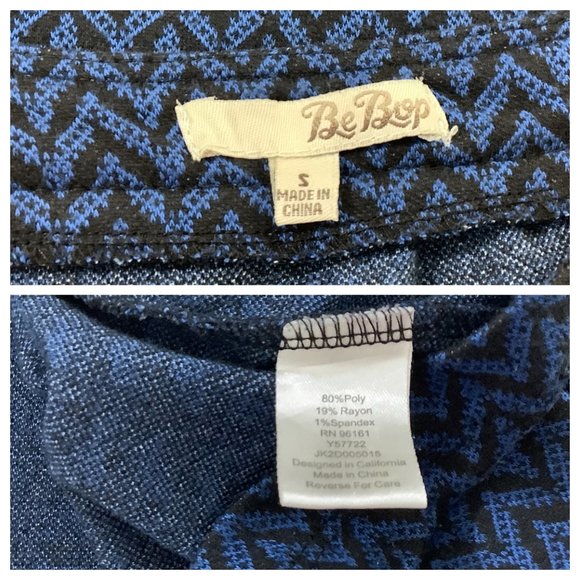 Be Bop
S
MADE IN
CHINA
80%Poly
19% Rayon
1%Spandex
RN 96161
Y57722
JK2D005015
Designed in California
Made in China
Reverse For Care